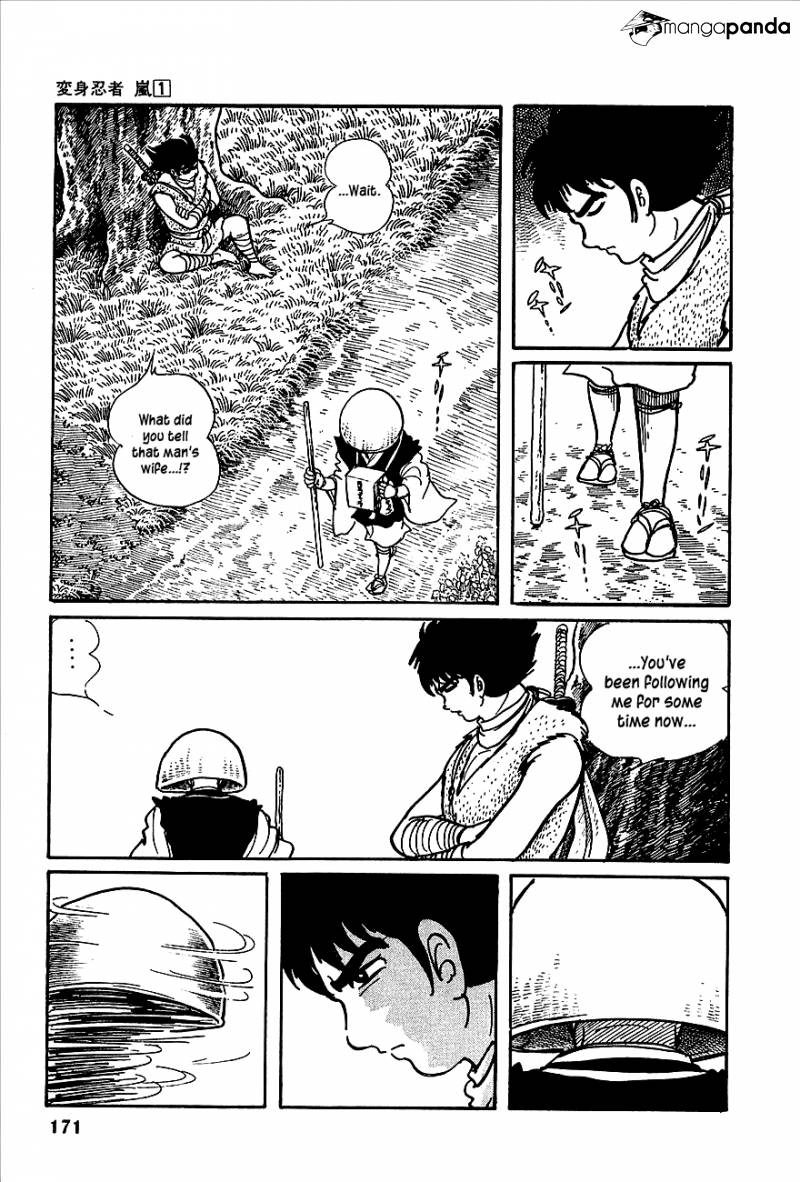 mangapanda
変身忍者 嵐1
...Wait.
What did
you tell
that man's
wife...!?
...You've
been following
me for some
time now...
....
171